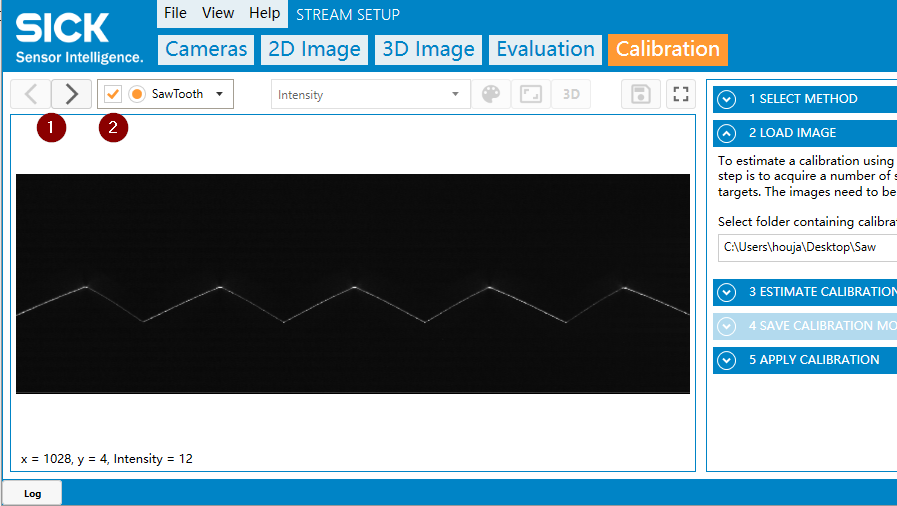 File View Help STREAM SETUP
SICK
Sensor Intelligence.
Cameras 2D Image 3D Image Evaluation Calibration
SawTooth Intensity 3D
1 2
1 SELECT METHOD
2 LOAD IMAGE
To estimate a calibration using
step is to acquire a number of s
targets. The images need to be
Select folder containing calibra
C:\Users\houja\Desktop\Saw
3 ESTIMATE CALIBRATION
4 SAVE CALIBRATION MO
5 APPLY CALIBRATION
x = 1028, y = 4, Intensity = 12
Log